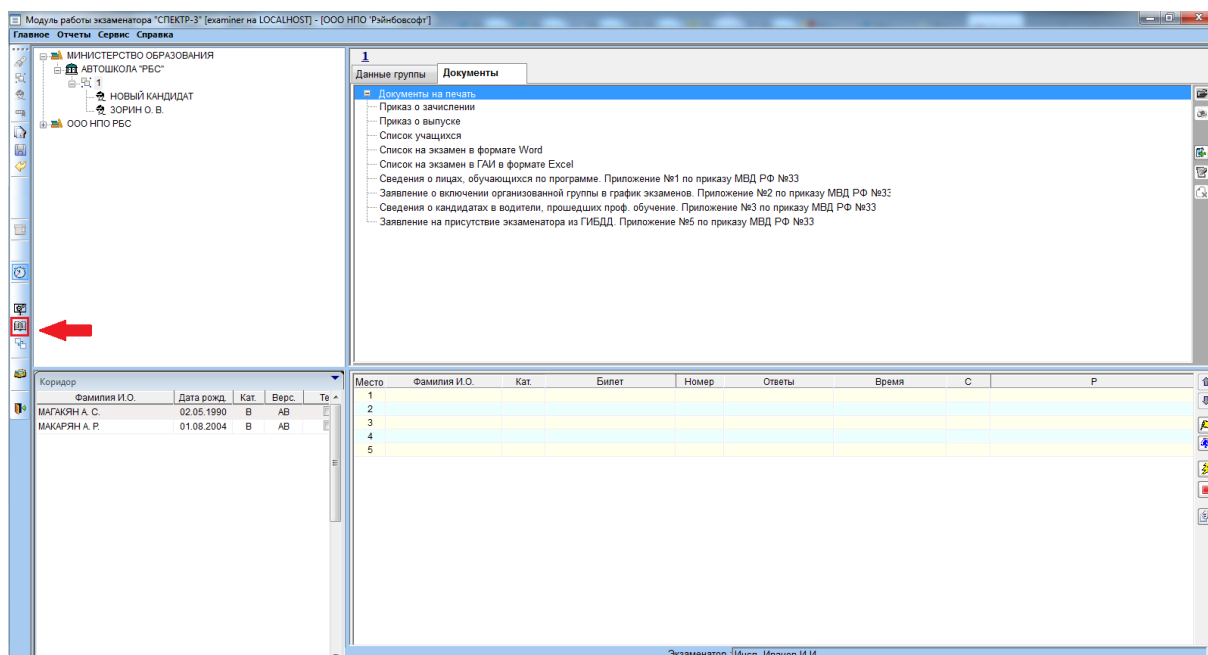 Модуль работы экзаменатора "СПЕКТР-3" [examiner на LOCALHOST] - [ООО НПО 'Рэйнбовсофт']
Главное Отчеты Сервис Справка
МИНИСТЕРСТВО ОБРАЗОВАНИЯ
АВТОШКОЛА "РБС"
1
НОВЫЙ КАНДИДАТ
ЗОРИН О. В.
ООО НПО РБС
1
Данные группы Документы
Документы на печать
Приказ о зачислении
Приказ о выпуске
Список учащихся
Список на экзамен в формате Word
Список на экзамен в ГАИ в формате Excel
Сведения о лицах, обучающихся по программе. Приложение №1 по приказу МВД РФ №33
Заявление о включении организованной группы в график экзаменов. Приложение №2 по приказу МВД РФ №33
Сведения о кандидатах в водители, прошедших проф. обучение. Приложение №3 по приказу МВД РФ №33
Заявление на присутствие экзаменатора из ГИБДД. Приложение №5 по приказу МВД РФ №33
Коридор
Фамилия И.О. Дата рожд. Кат. Верс. Те
МАГАКЯН А. С. 02.05.1990 B AB
МАКАРЯН А. Р. 01.08.2004 B AB
Место Фамилия И.О. Кат. Билет Номер Ответы Время С Р
1
2
3
4
5
Экзаменатор: Инсп. Иванов И.И.